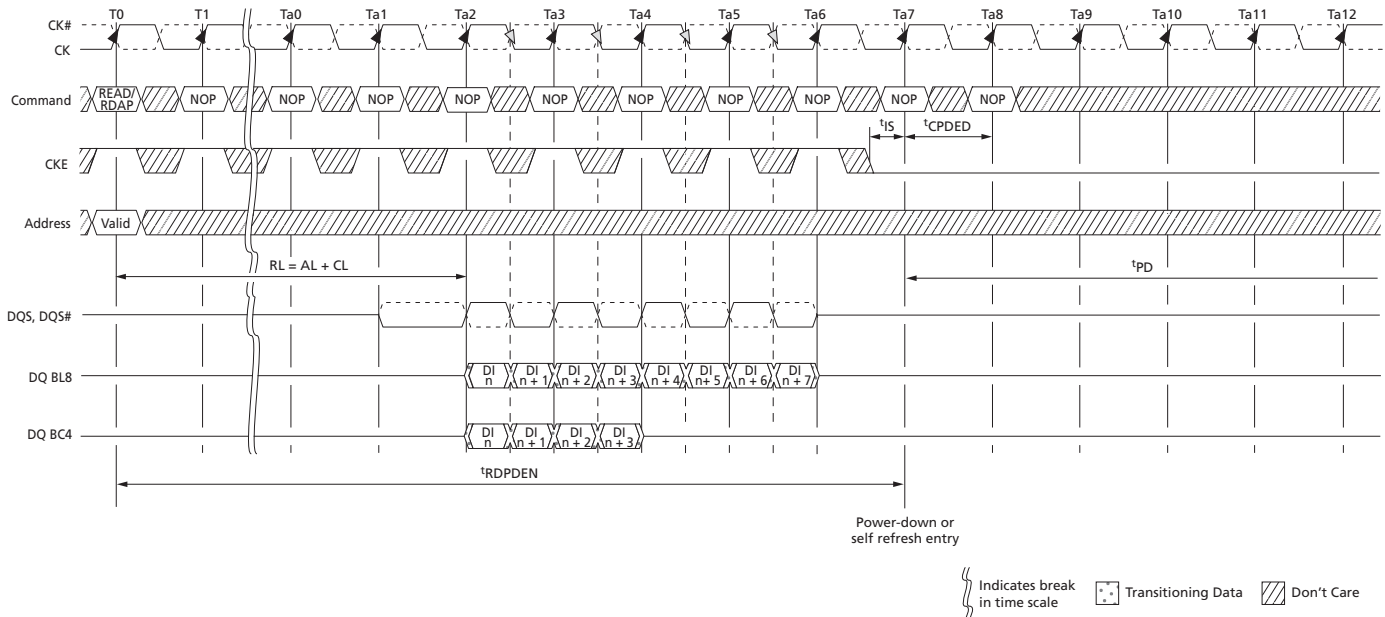 T0 T1 Ta0 Ta1 Ta2 Ta3 Ta4 Ta5 Ta6 Ta7 Ta8 Ta9 Ta10 Ta11 Ta12
CK#
CK
Command READ/ RDAP NOP NOP NOP NOP NOP NOP NOP NOP NOP NOP
tIS tCPDED
CKE
Address Valid
RL = AL + CL tPD
DQS, DQS#
DQ BL8 DI n DI n + 1 DI n + 2 DI n + 3 DI n + 4 DI n + 5 DI n + 6 DI n + 7
DQ BC4 DI n DI n + 1 DI n + 2 DI n + 3
tRDPDEN
Power-down or
self refresh entry
Indicates break
in time scale
Transitioning Data
Don't Care